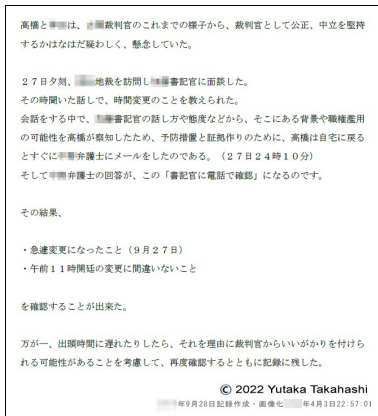 高橋と は、 裁判官のこれまでの様子から、裁判官として公正、中立を堅持
するかはなはだ疑わしく、懸念していた。
２７日夕刻、 地裁を訪問し 書記官に面談した。
その時聞いた話しで、時間変更のことを教えられた。
会話をする中で、 書記官の話し方や態度などから、そこにある背景や職権濫用
の可能性を高橋が察知したため、予防措置と証拠作りのために、高橋は自宅に戻る
とすぐに 弁護士にメールをしたのである。（２７日２４時１０分）
そして 弁護士の回答が、この「書記官に電話で確認」になるのです。
その結果、
・急遽変更になったこと（９月２７日）
・午前１１時開廷の変更に間違いないこと
を確認することが出来た。
万が一、出頭時間に遅れたりしたら、それを理由に裁判官からいいがかりを付けら
れる可能性があることを考慮して、再度確認するとともに記録に残した。
© 2022 Yutaka Takahashi
年9月28日記録作成・画像化 年4月3日22:57:01